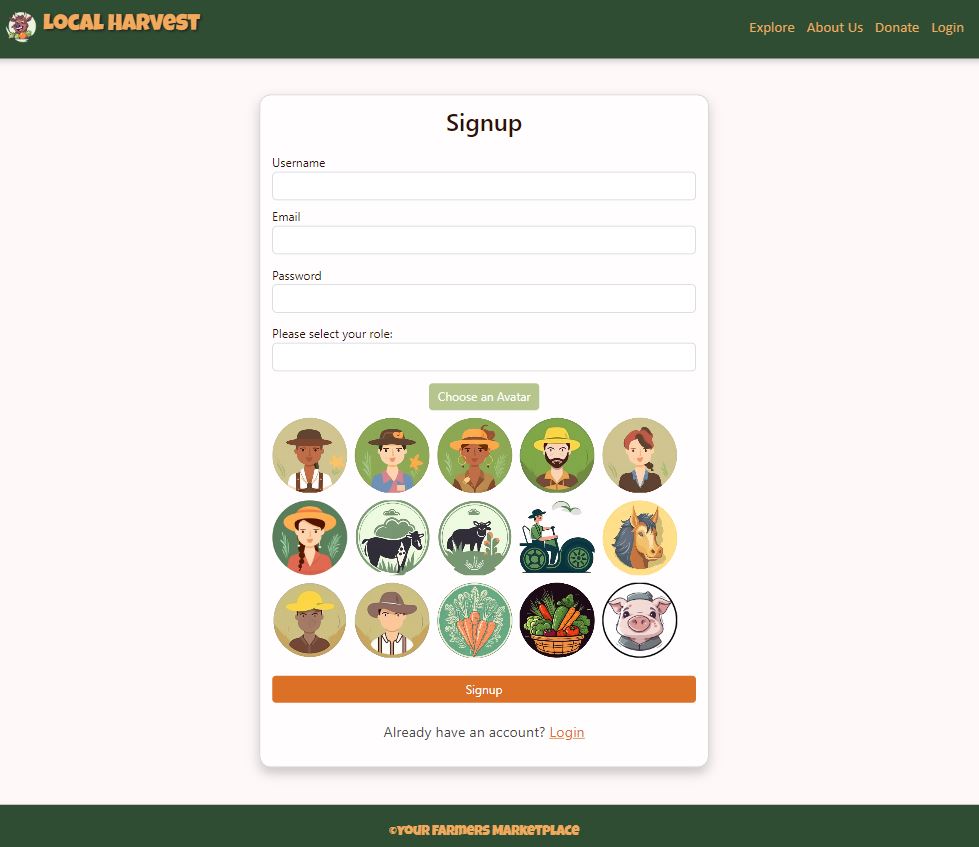 LOCAL HARVEST
Explore About Us Donate Login
Signup
Username
Email
Password
Please select your role:
Choose an Avatar
Signup
Already have an account? Login
©YOUR FARMERS MARKETPLACE